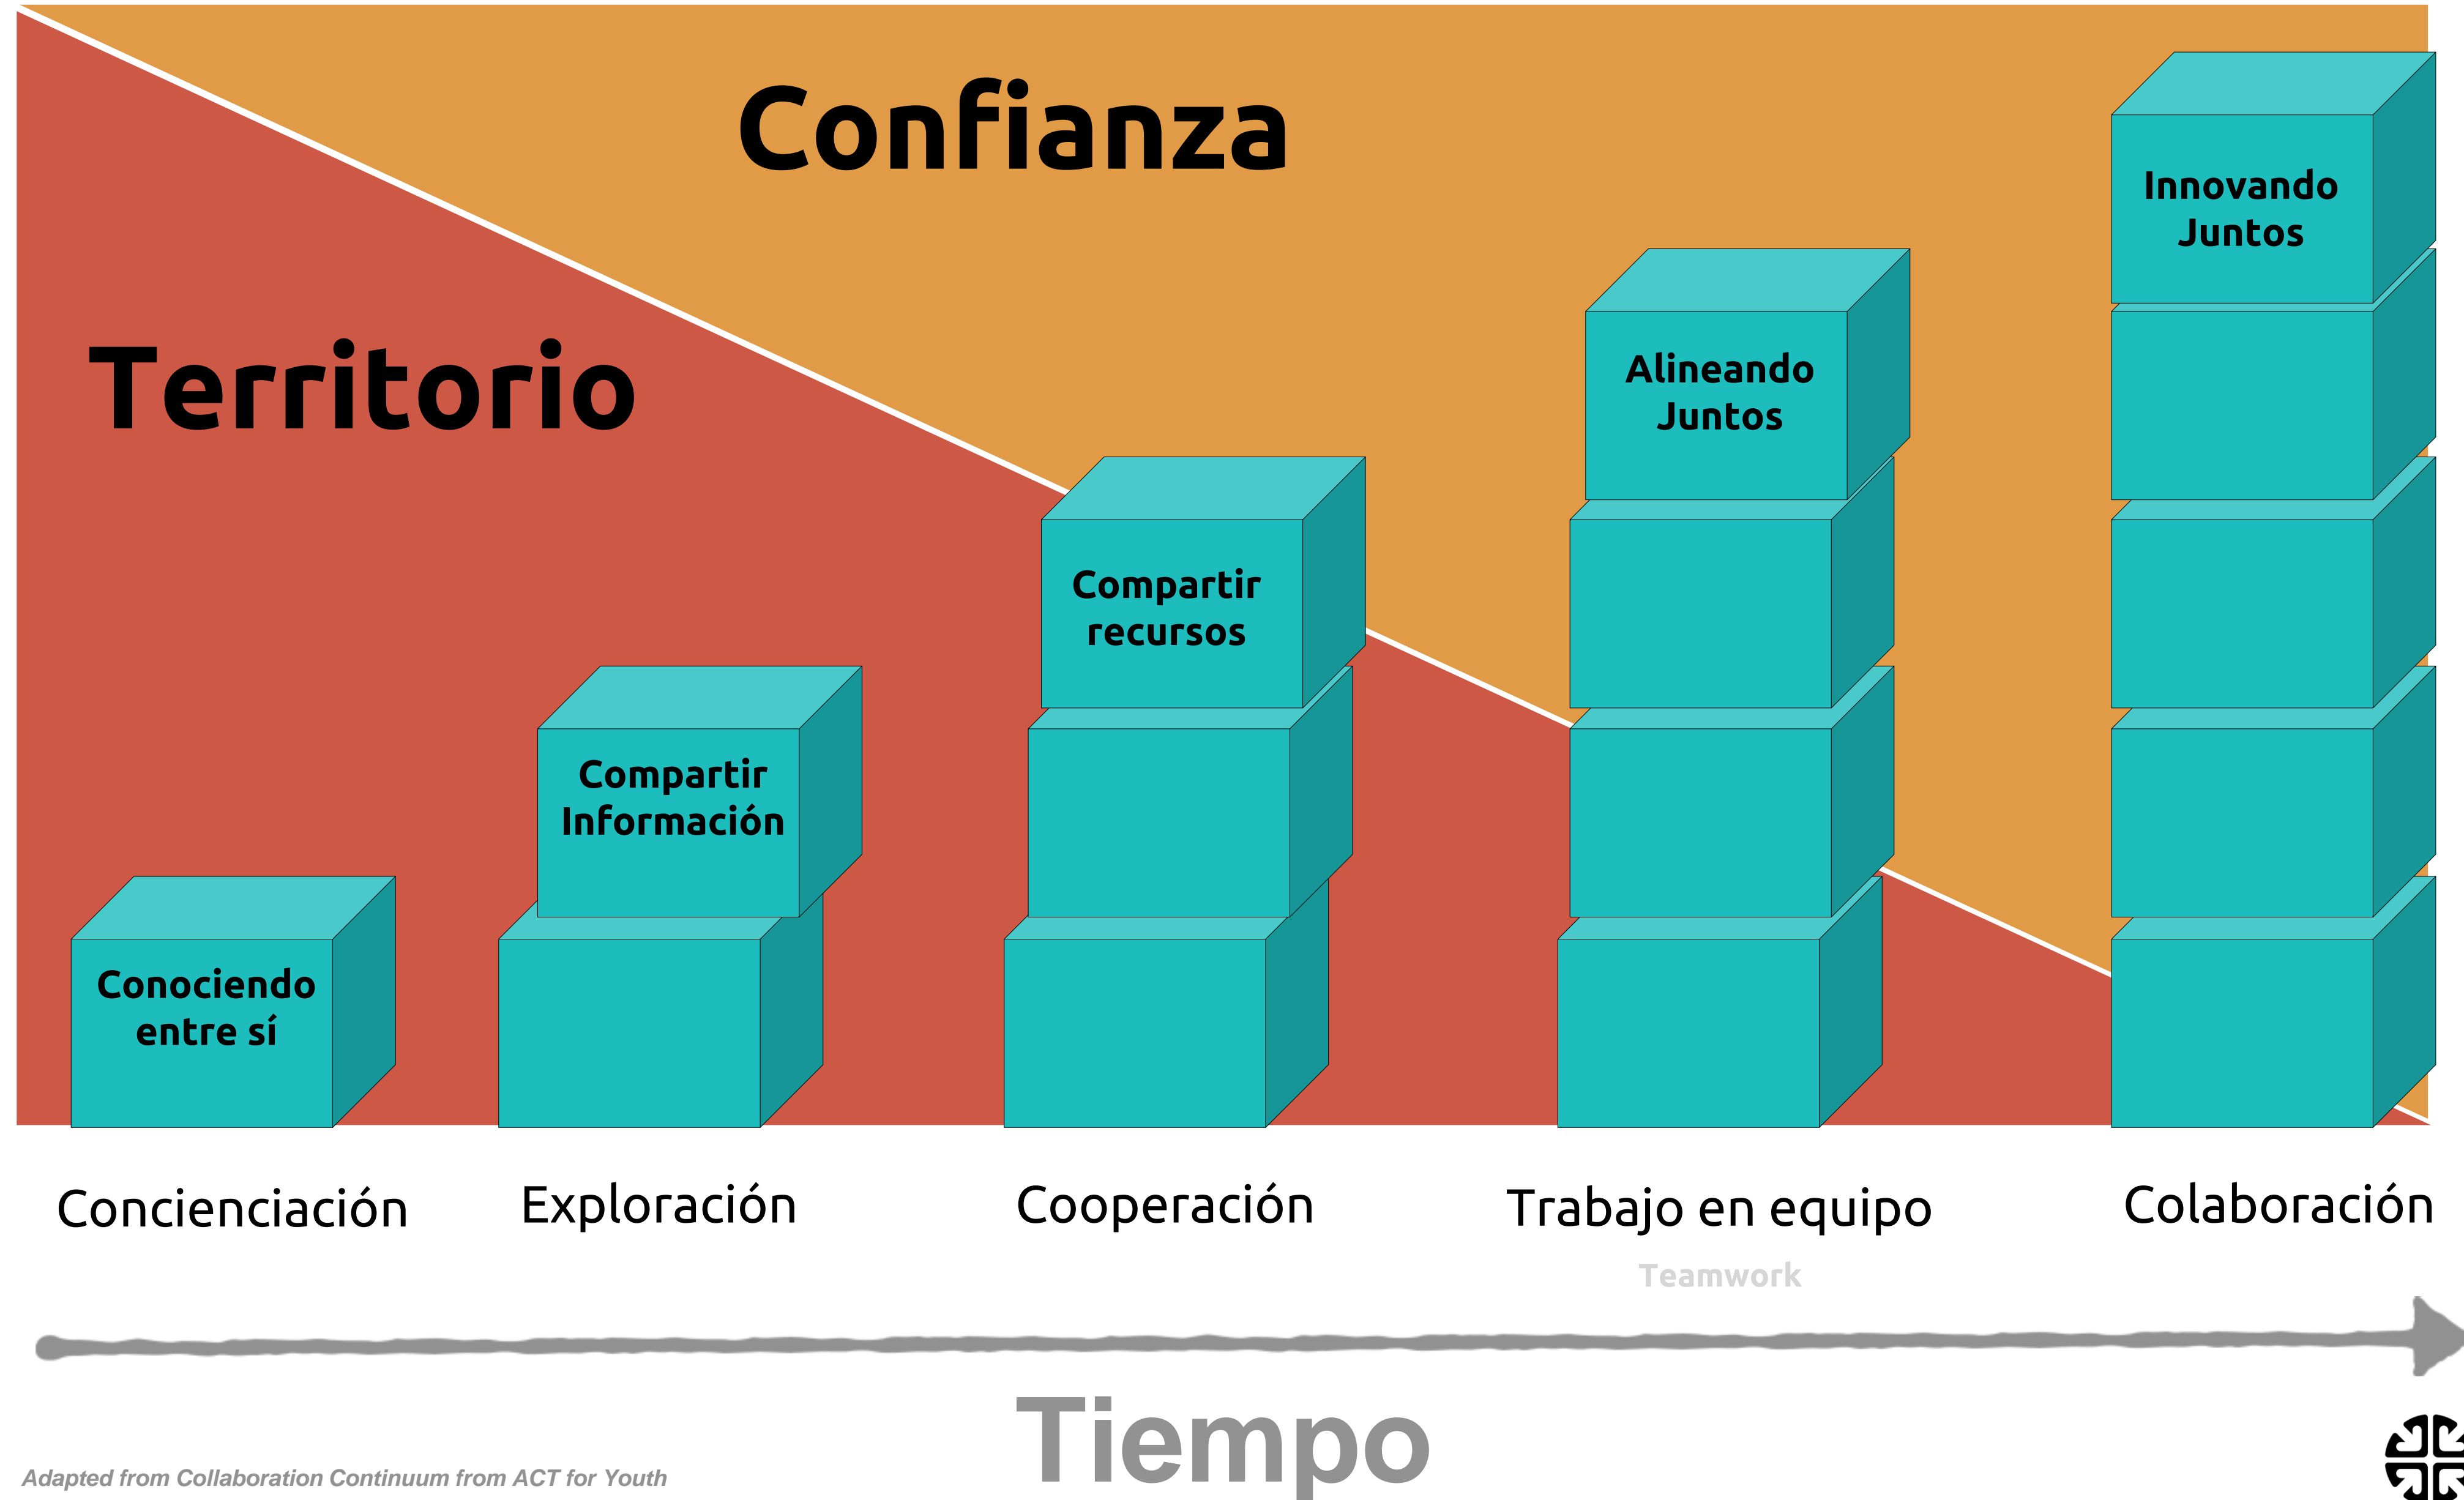 Confianza
Territorio
Innovando
Juntos
Alineando
Juntos
Compartir
recursos
Compartir
Información
Conociendo
entre sí
Concienciación
Exploración
Cooperación
Trabajo en equipo
Colaboración
Teamwork
Tiempo
Adapted from Collaboration Continuum from ACT for Youth